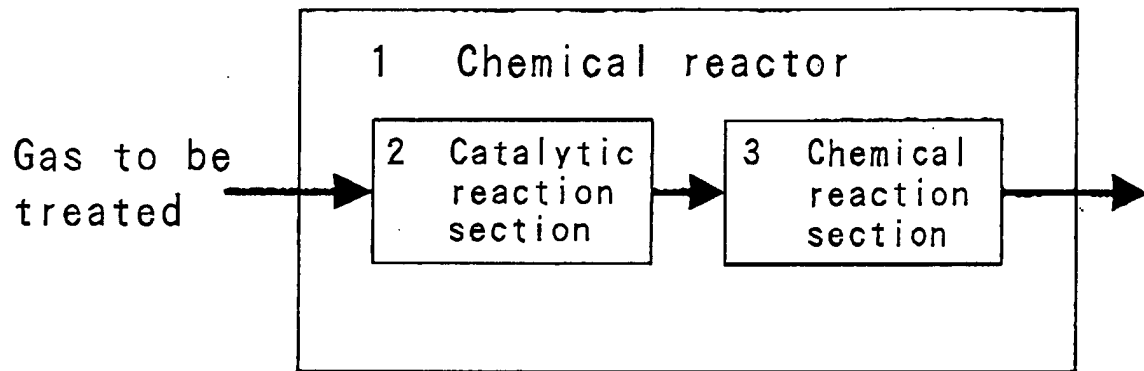 1 Chemical reactor
Gas to be
treated
2 Catalytic
reaction
section
3 Chemical
reaction
section